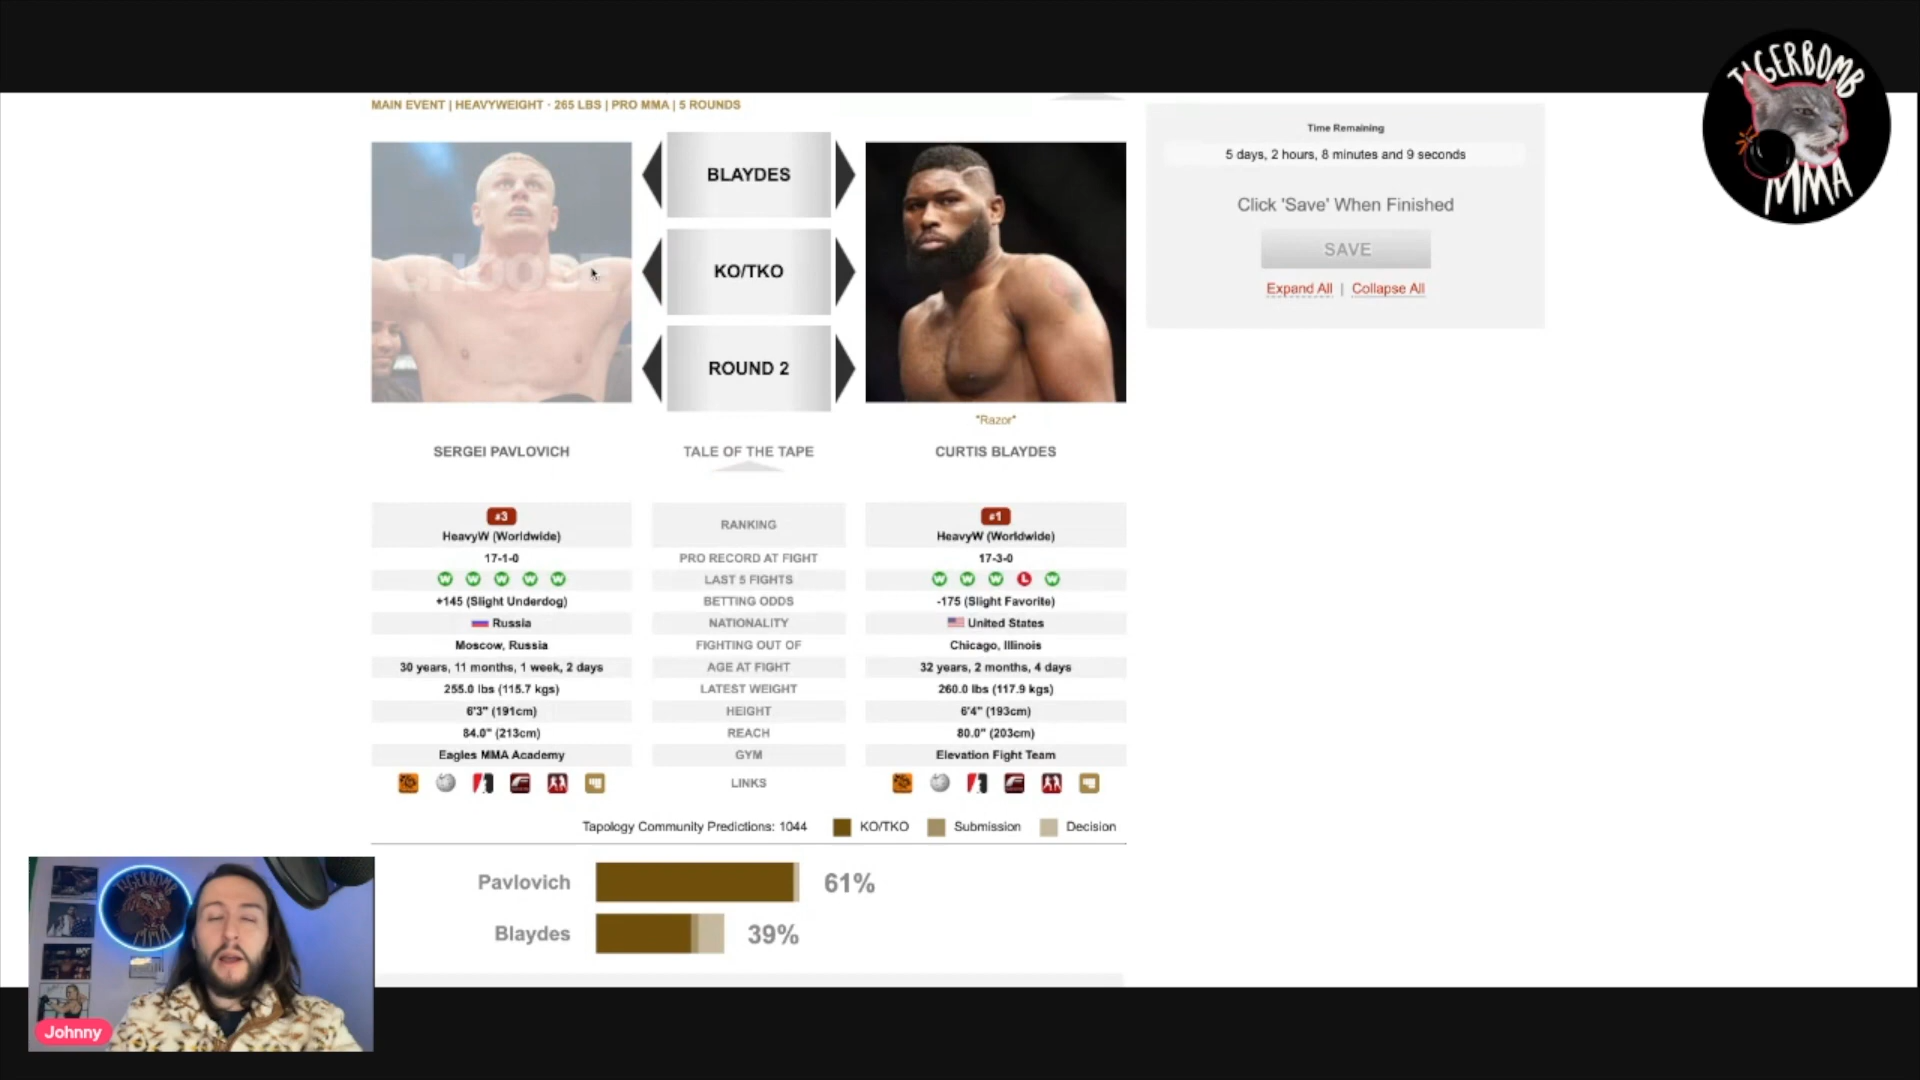 MAIN EVENT | HEAVYWEIGHT · 265 LBS | PRO MMA | 5 ROUNDS
TIGERBOMB
MMA
Time Remaining
5 days, 2 hours, 8 minutes and 9 seconds
Click 'Save' When Finished
SAVE
Expand All | Collapse All
BLAYDES
CHOOSE
KO/TKO
ROUND 2
"Razor"
SERGEI PAVLOVICH TALE OF THE TAPE CURTIS BLAYDES
#3 #1
HeavyW (Worldwide) RANKING HeavyW (Worldwide)
17-1-0 PRO RECORD AT FIGHT 17-3-0
W W W W W LAST 5 FIGHTS W W W L W
+145 (Slight Underdog) BETTING ODDS -175 (Slight Favorite)
Russia NATIONALITY United States
Moscow, Russia FIGHTING OUT OF Chicago, Illinois
30 years, 11 months, 1 week, 2 days AGE AT FIGHT 32 years, 2 months, 4 days
255.0 lbs (115.7 kgs) LATEST WEIGHT 260.0 lbs (117.9 kgs)
6'3" (191cm) HEIGHT 6'4" (193cm)
84.0" (213cm) REACH 80.0" (203cm)
Eagles MMA Academy GYM Elevation Fight Team
LINKS
Tapology Community Predictions: 1044 KO/TKO Submission Decision
Pavlovich 61%
Blaydes 39%
TIGERBOMB
MMA
Johnny